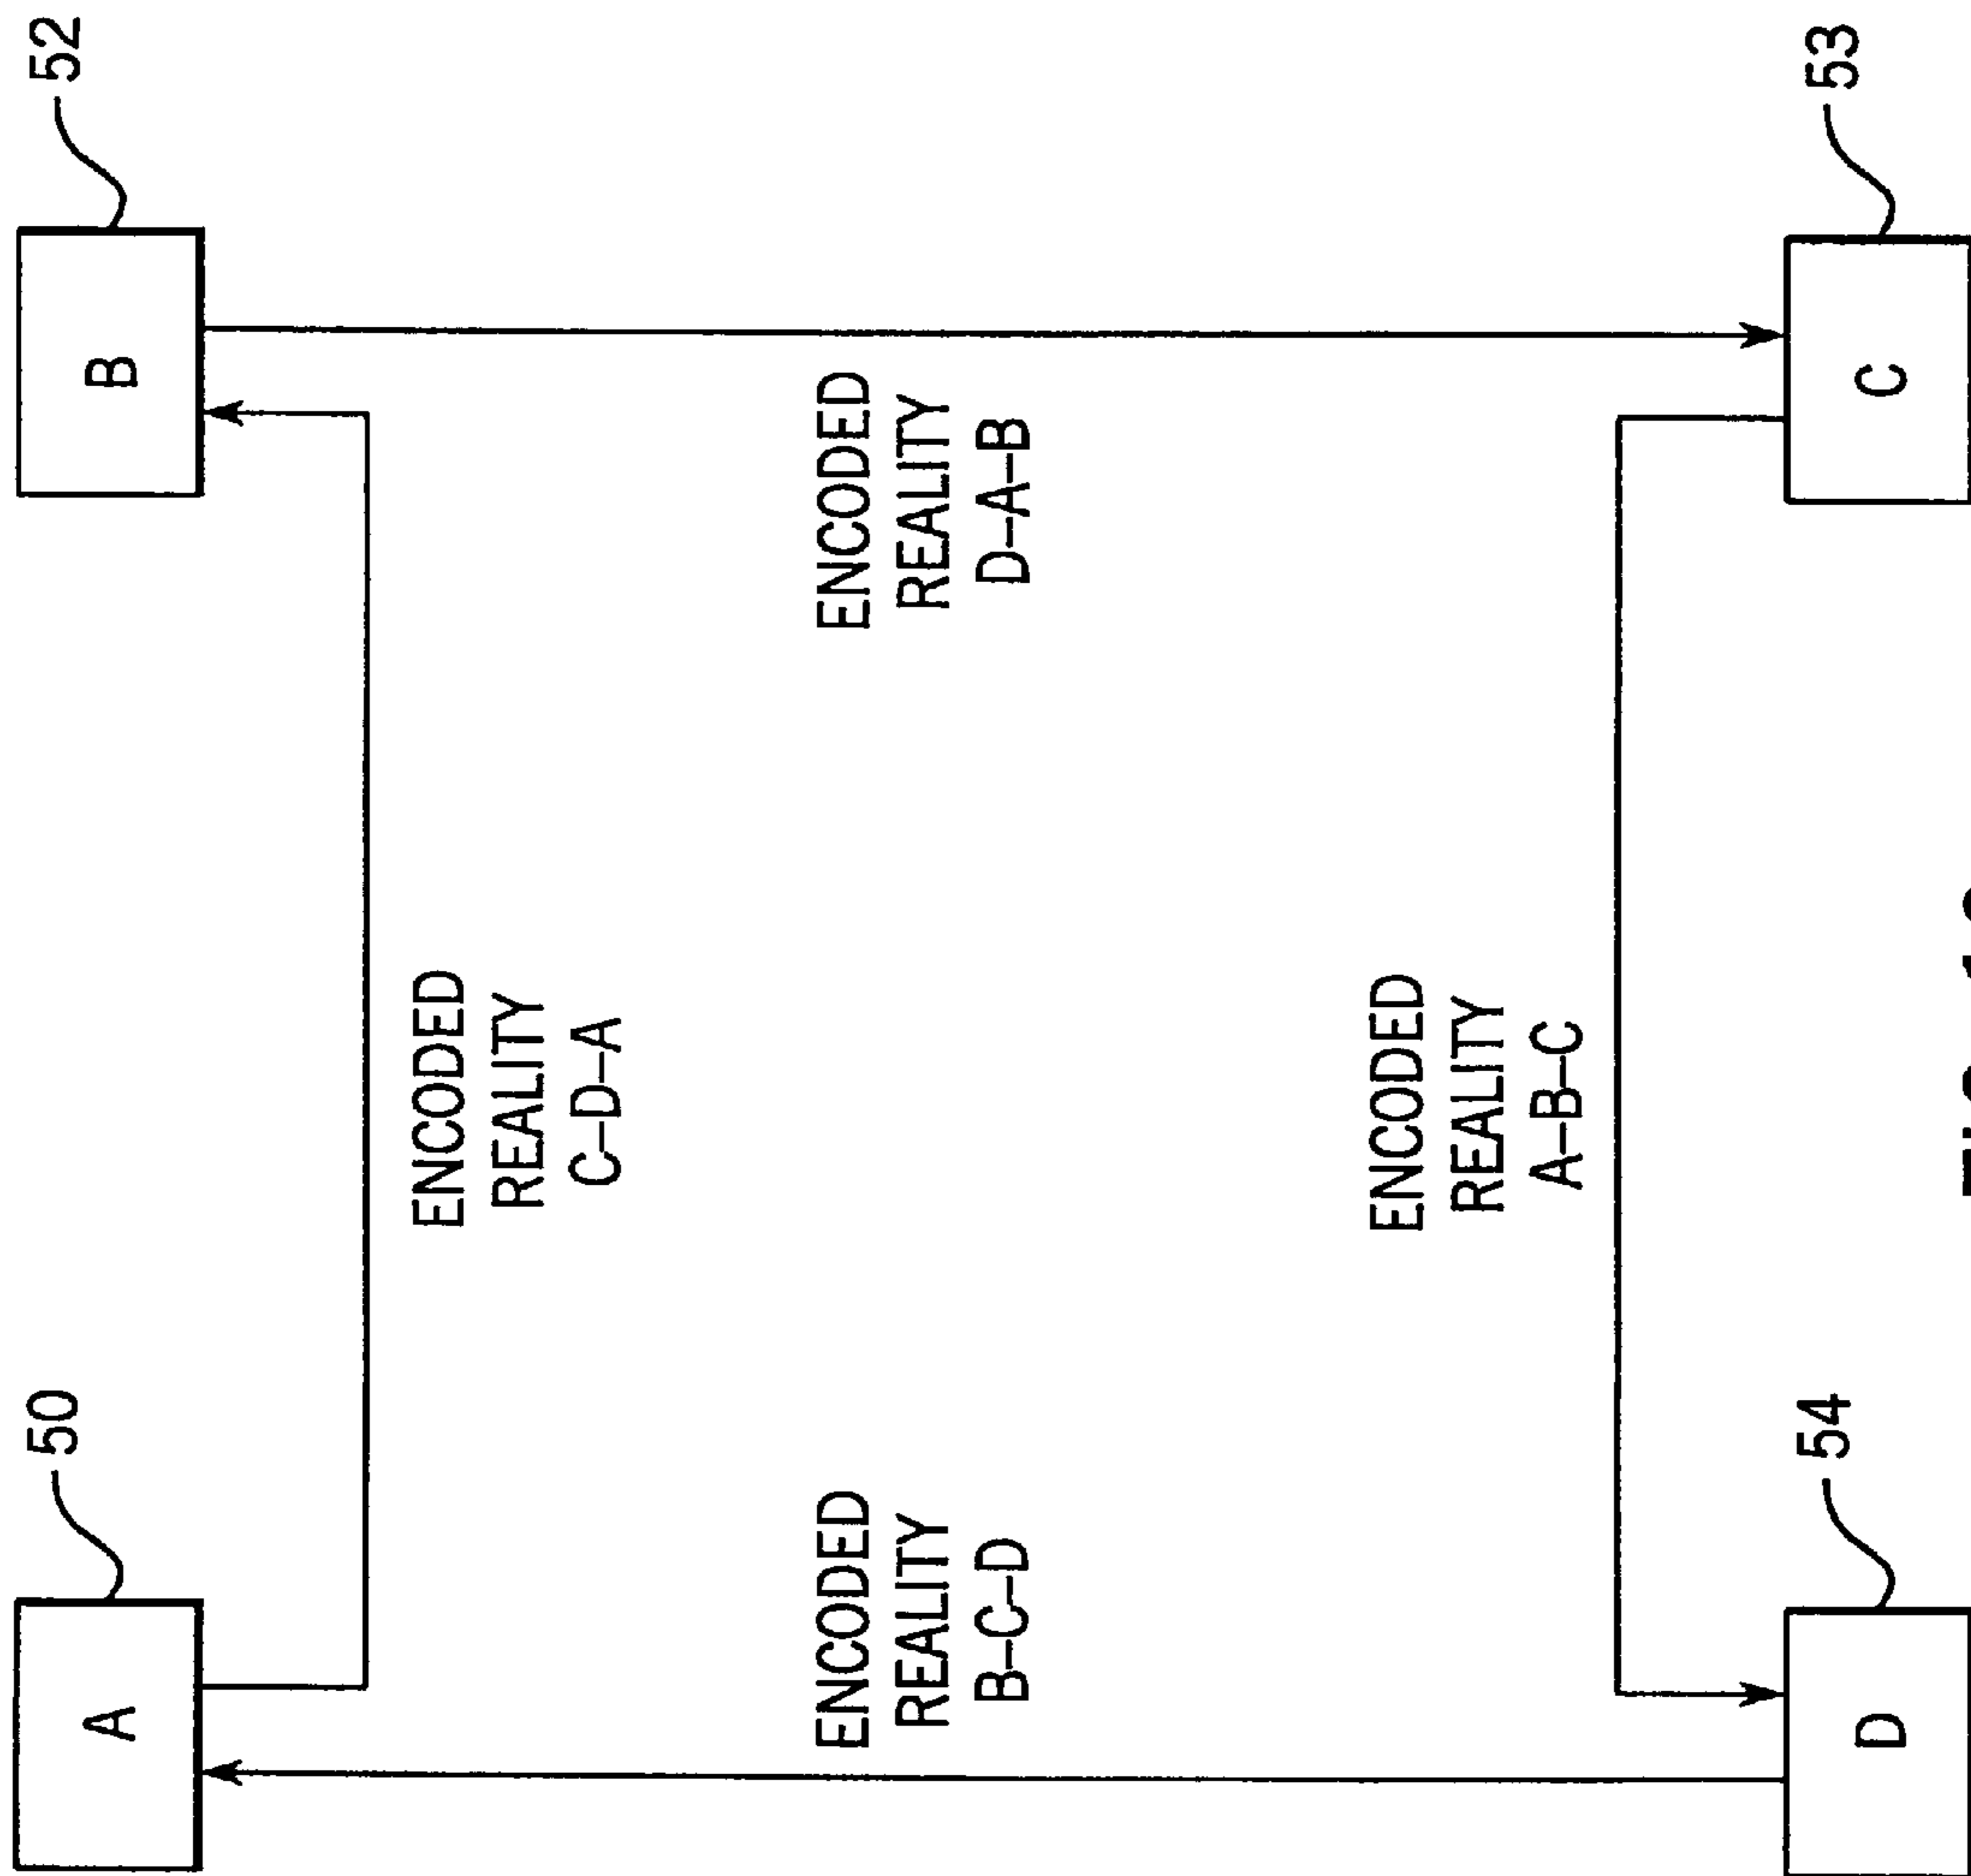 50
52
A
B
ENCODED
REALITY
C-D-A
ENCODED
REALITY
B-C-D
ENCODED
REALITY
D-A-B
ENCODED
REALITY
A-B-C
54
53
D
C